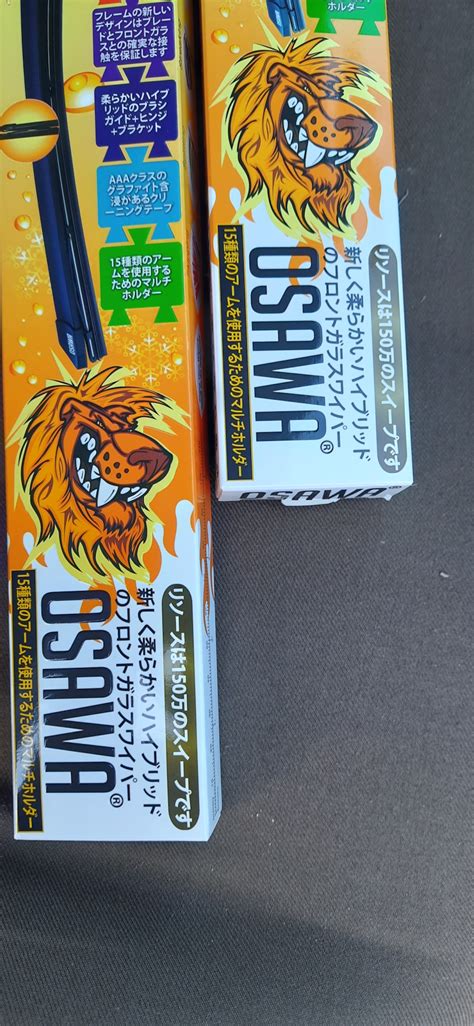 フレームの新しい
デザインはブレー
ドとフロントガラ
スとの確実な接
触を保証します
柔らかいハイブ
リッドのブラシ
ガイド+ヒンジ
+ブラケット
AAAクラスの
グラファイト含
浸があるクリ
ーニングテープ
15種類のアー
ムを使用する
ためのマルチ
ホルダー
リソースは150万のスイープです
新しく柔らかいハイブリッド
のフロントガラスワイパー
OSAWA®
15種類のアームを使用するためのマルチホルダー
ためのマルチ
ホルダー
リソースは150万のスイープです
新しく柔らかいハイブリッド
のフロントガラスワイパー
OSAWA®
15種類のアームを使用するためのマルチホルダー
OSAWA®